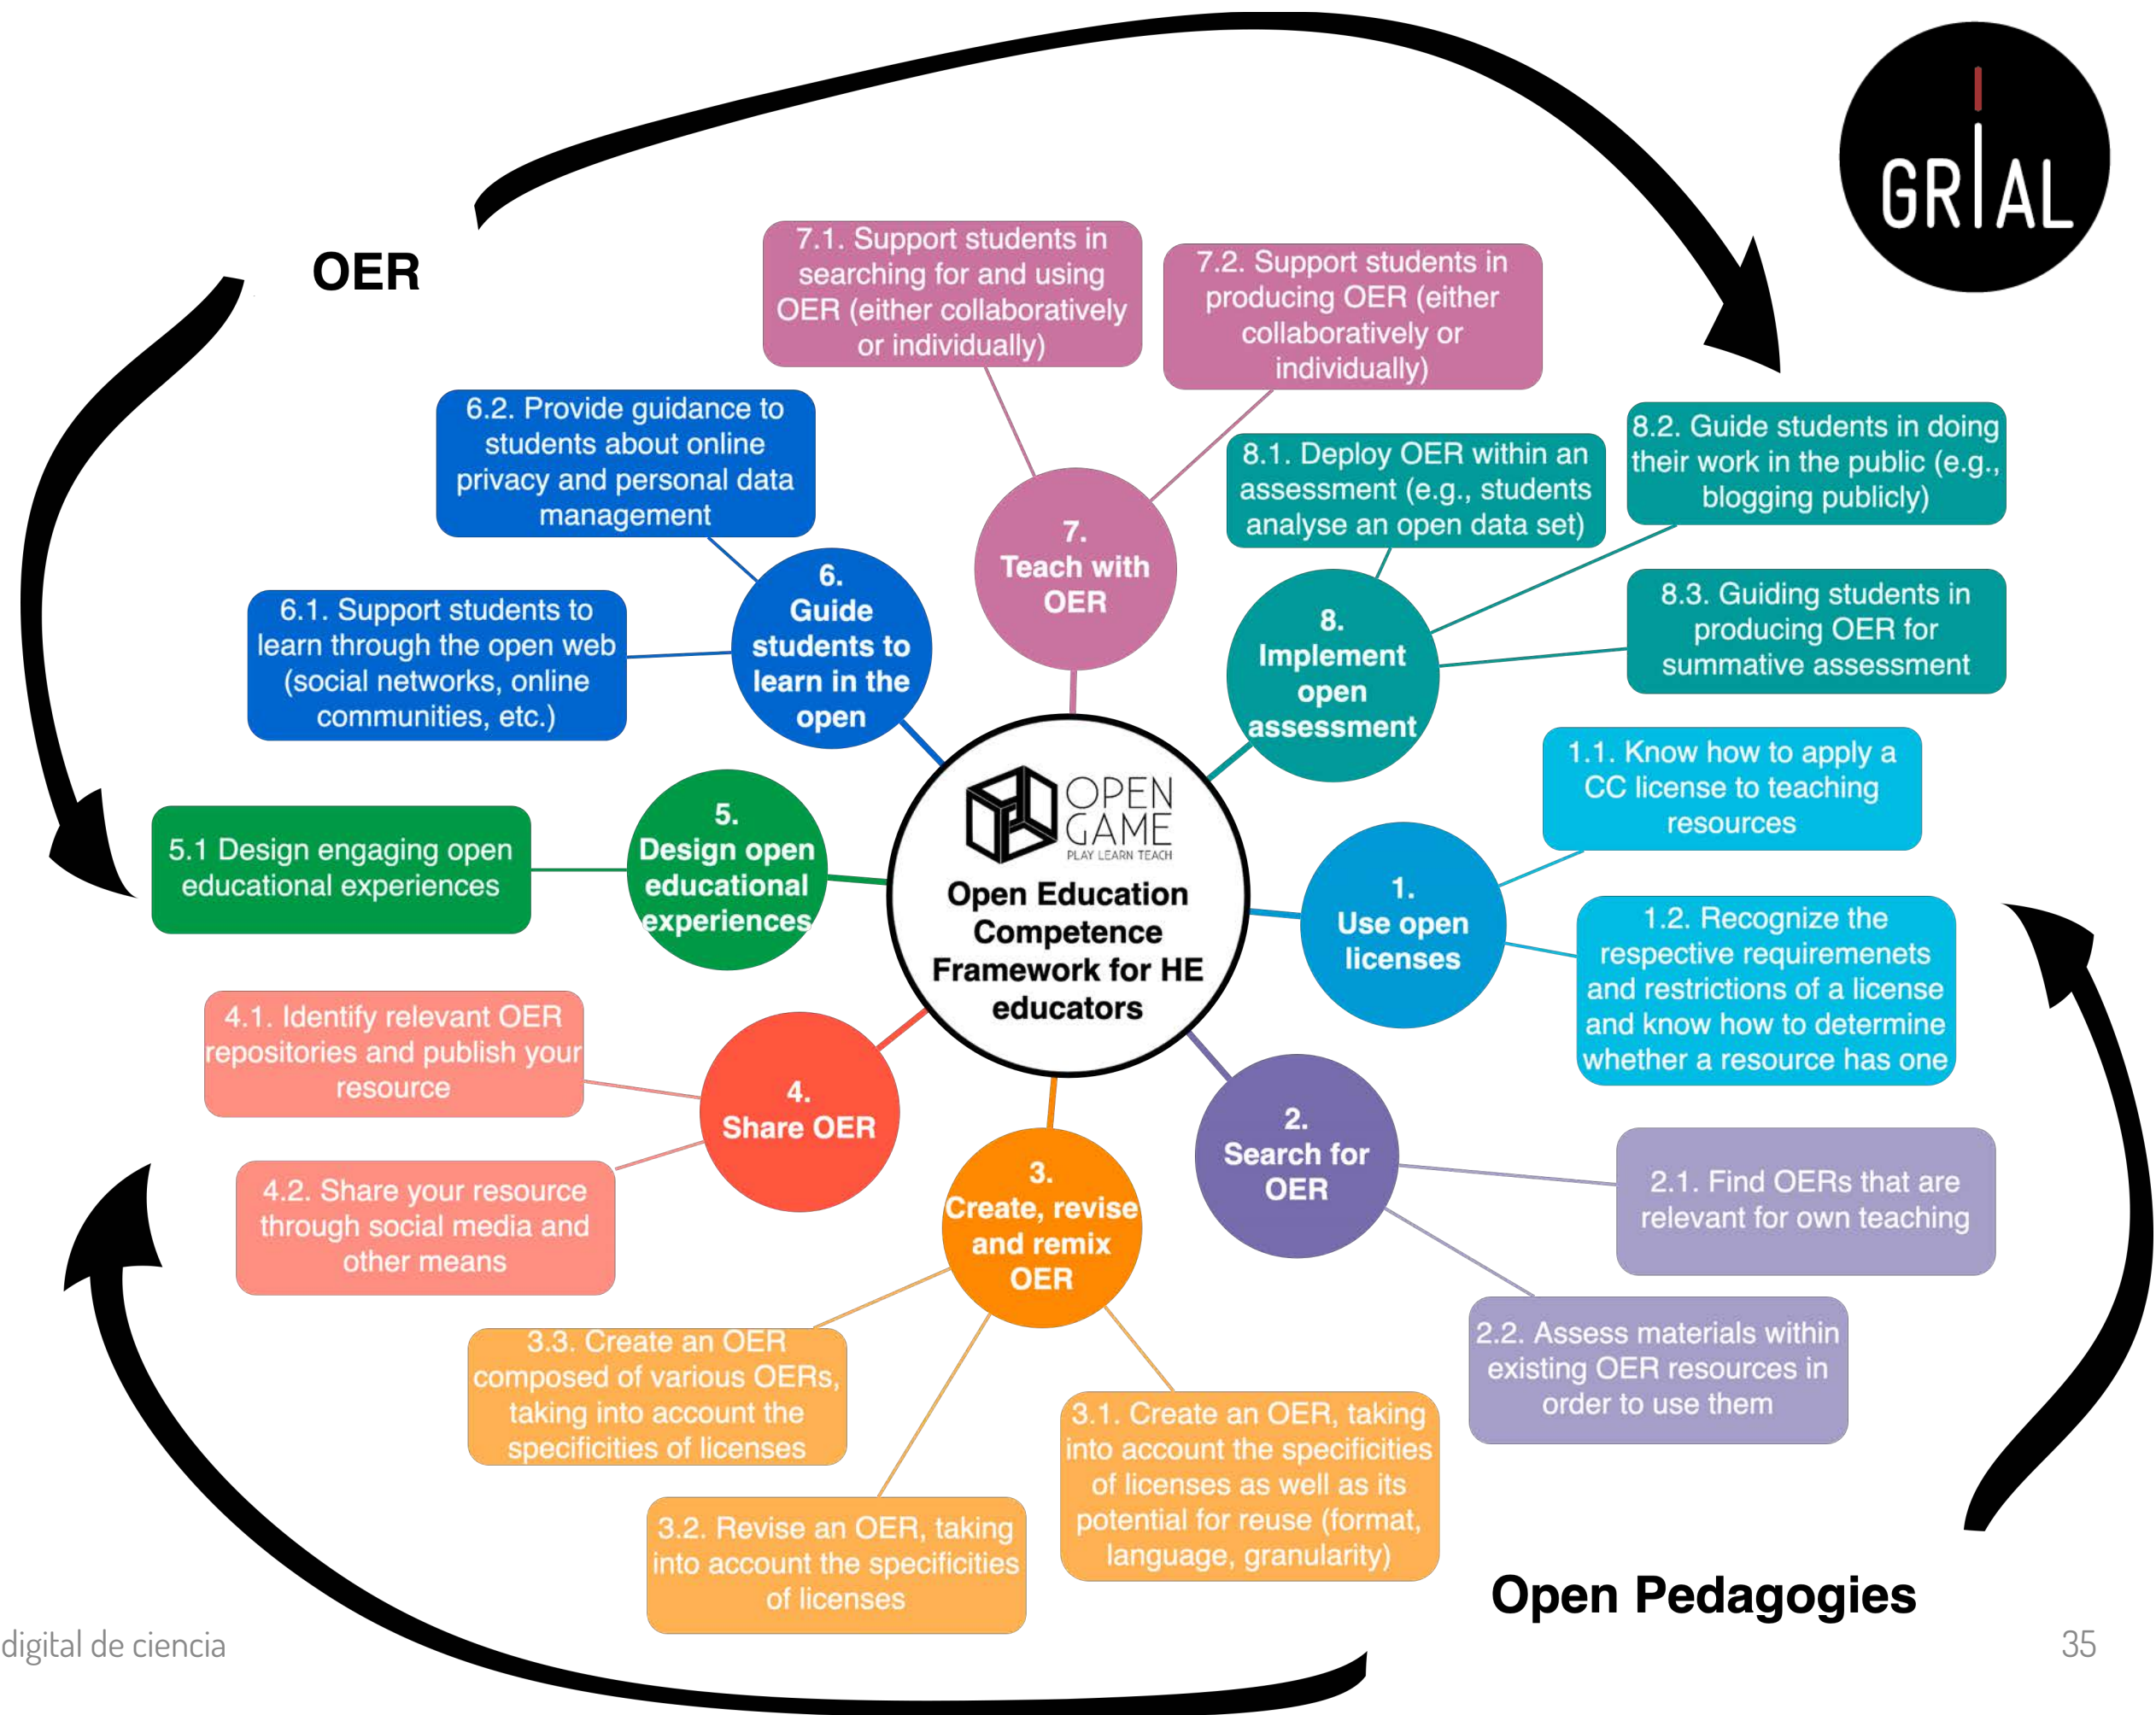 GRIAL
OER
7.1. Support students in
searching for and using
OER (either collaboratively
or individually)
7.2. Support students in
producing OER (either
collaboratively or
individually)
6.2. Provide guidance to
students about online
privacy and personal data
management
8.1. Deploy OER within an
assessment (e.g., students
analyse an open data set)
8.2. Guide students in doing
their work in the public (e.g.,
blogging publicly)
7.
Teach with
OER
6.
Guide
students to
learn in the
open
6.1. Support students to
learn through the open web
(social networks, online
communities, etc.)
8.
Implement
open
assessment
8.3. Guiding students in
producing OER for
summative assessment
1.1. Know how to apply a
CC license to teaching
resources
5.
Design open
educational
experiences
5.1 Design engaging open
educational experiences
OPEN
GAME
PLAY LEARN TEACH
Open Education
Competence
Framework for HE
educators
1.
Use open
licenses
1.2. Recognize the
respective requiremenets
and restrictions of a license
and know how to determine
whether a resource has one
4.1. Identify relevant OER
repositories and publish your
resource
4.
Share OER
4.2. Share your resource
through social media and
other means
3.
Create, revise
and remix
OER
2.
Search for
OER
2.1. Find OERs that are
relevant for own teaching
2.2. Assess materials within
existing OER resources in
order to use them
3.3. Create an OER
composed of various OERs,
taking into account the
specificities of licenses
3.1. Create an OER, taking
into account the specificities
of licenses as well as its
potential for reuse (format,
language, granularity)
3.2. Revise an OER, taking
into account the specificities
of licenses
Open Pedagogies
digital de ciencia
35